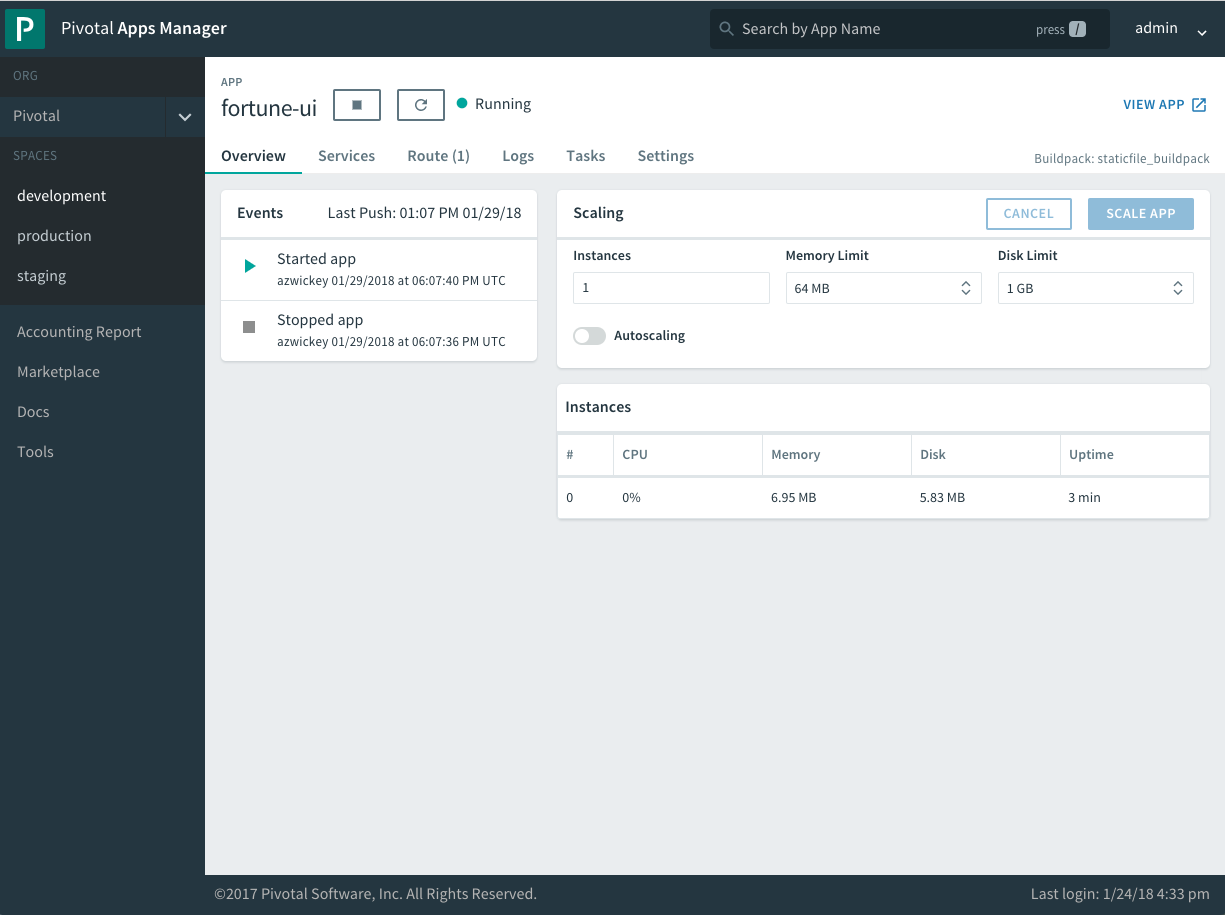 P Pivotal Apps Manager
Search by App Name press /
admin
ORG
Pivotal
SPACES
development
production
staging
Accounting Report
Marketplace
Docs
Tools
APP
fortune-ui
Running
VIEW APP
Overview Services Route (1) Logs Tasks Settings
Buildpack: staticfile_buildpack
Events Last Push: 01:07 PM 01/29/18
Started app
azwickey 01/29/2018 at 06:07:40 PM UTC
Stopped app
azwickey 01/29/2018 at 06:07:36 PM UTC
Scaling CANCEL SCALE APP
Instances Memory Limit Disk Limit
1 64 MB 1 GB
Autoscaling
Instances
# CPU Memory Disk Uptime
0 0% 6.95 MB 5.83 MB 3 min
©2017 Pivotal Software, Inc. All Rights Reserved. Last login: 1/24/18 4:33 pm